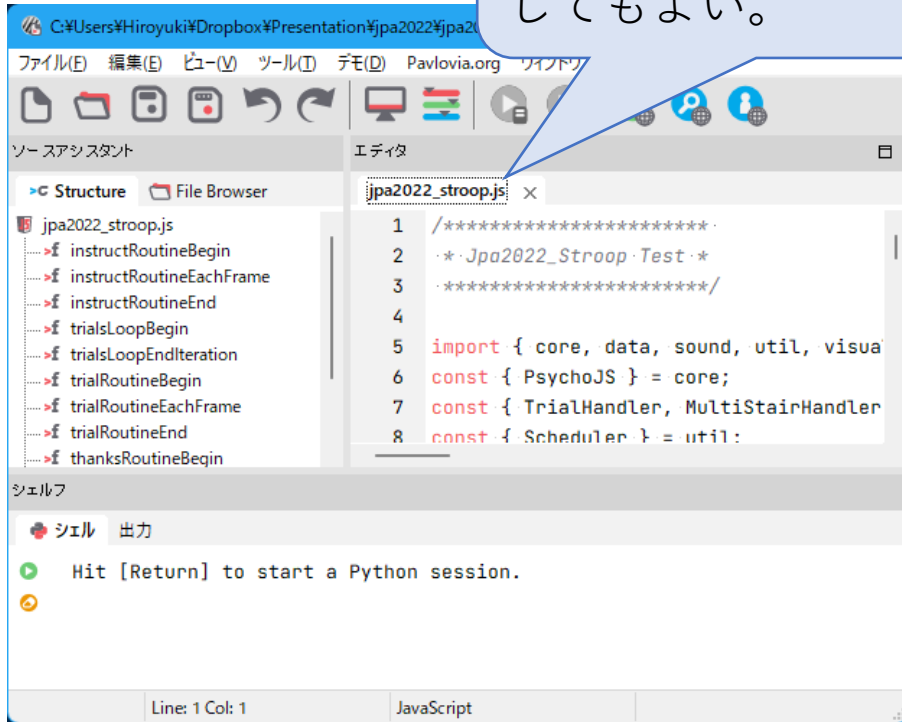 してもよい。
C:¥Users¥Hiroyuki¥Dropbox¥Presentation¥jpa2022¥jpa20
ファイル(F) 編集(E) ビュー(V) ツール(T) デモ(D) Pavlovia.org ウィンドウ
ソースアシスタント
Structure File Browser
jpa2022_stroop.js
instructRoutineBegin
instructRoutineEachFrame
instructRoutineEnd
trialsLoopBegin
trialsLoopEndIteration
trialRoutineBegin
trialRoutineEachFrame
trialRoutineEnd
thanksRoutineBegin
エディタ
jpa2022_stroop.js ×
1 /***********************·
2 ·*·Jpa2022_Stroop·Test·*
3 ·***********************/
4
5 import·{·core,·data,·sound,·util,·visua
6 const·{·PsychoJS·}·=·core;
7 const·{·TrialHandler,·MultiStairHandler
8 const·{·Scheduler·}·=·util;
シェルフ
シェル 出力
Hit [Return] to start a Python session.
Line: 1 Col: 1 JavaScript